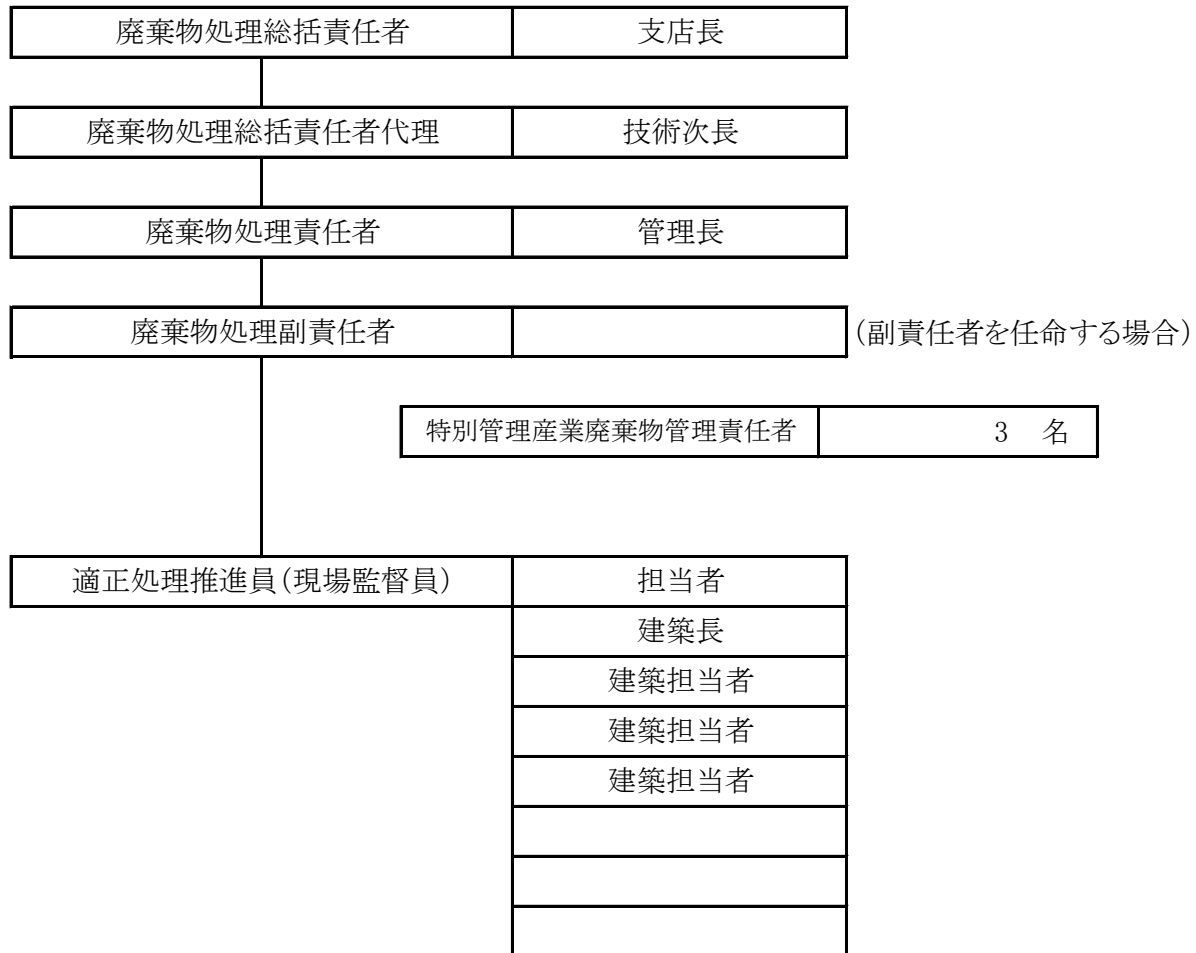 廃棄物処理総括責任者 支店長
廃棄物処理総括責任者代理 技術次長
廃棄物処理責任者 管理長
廃棄物処理副責任者 (副責任者を任命する場合)
特別管理産業廃棄物管理責任者 3 名
適正処理推進員(現場監督員) 担当者
建築長
建築担当者
建築担当者
建築担当者